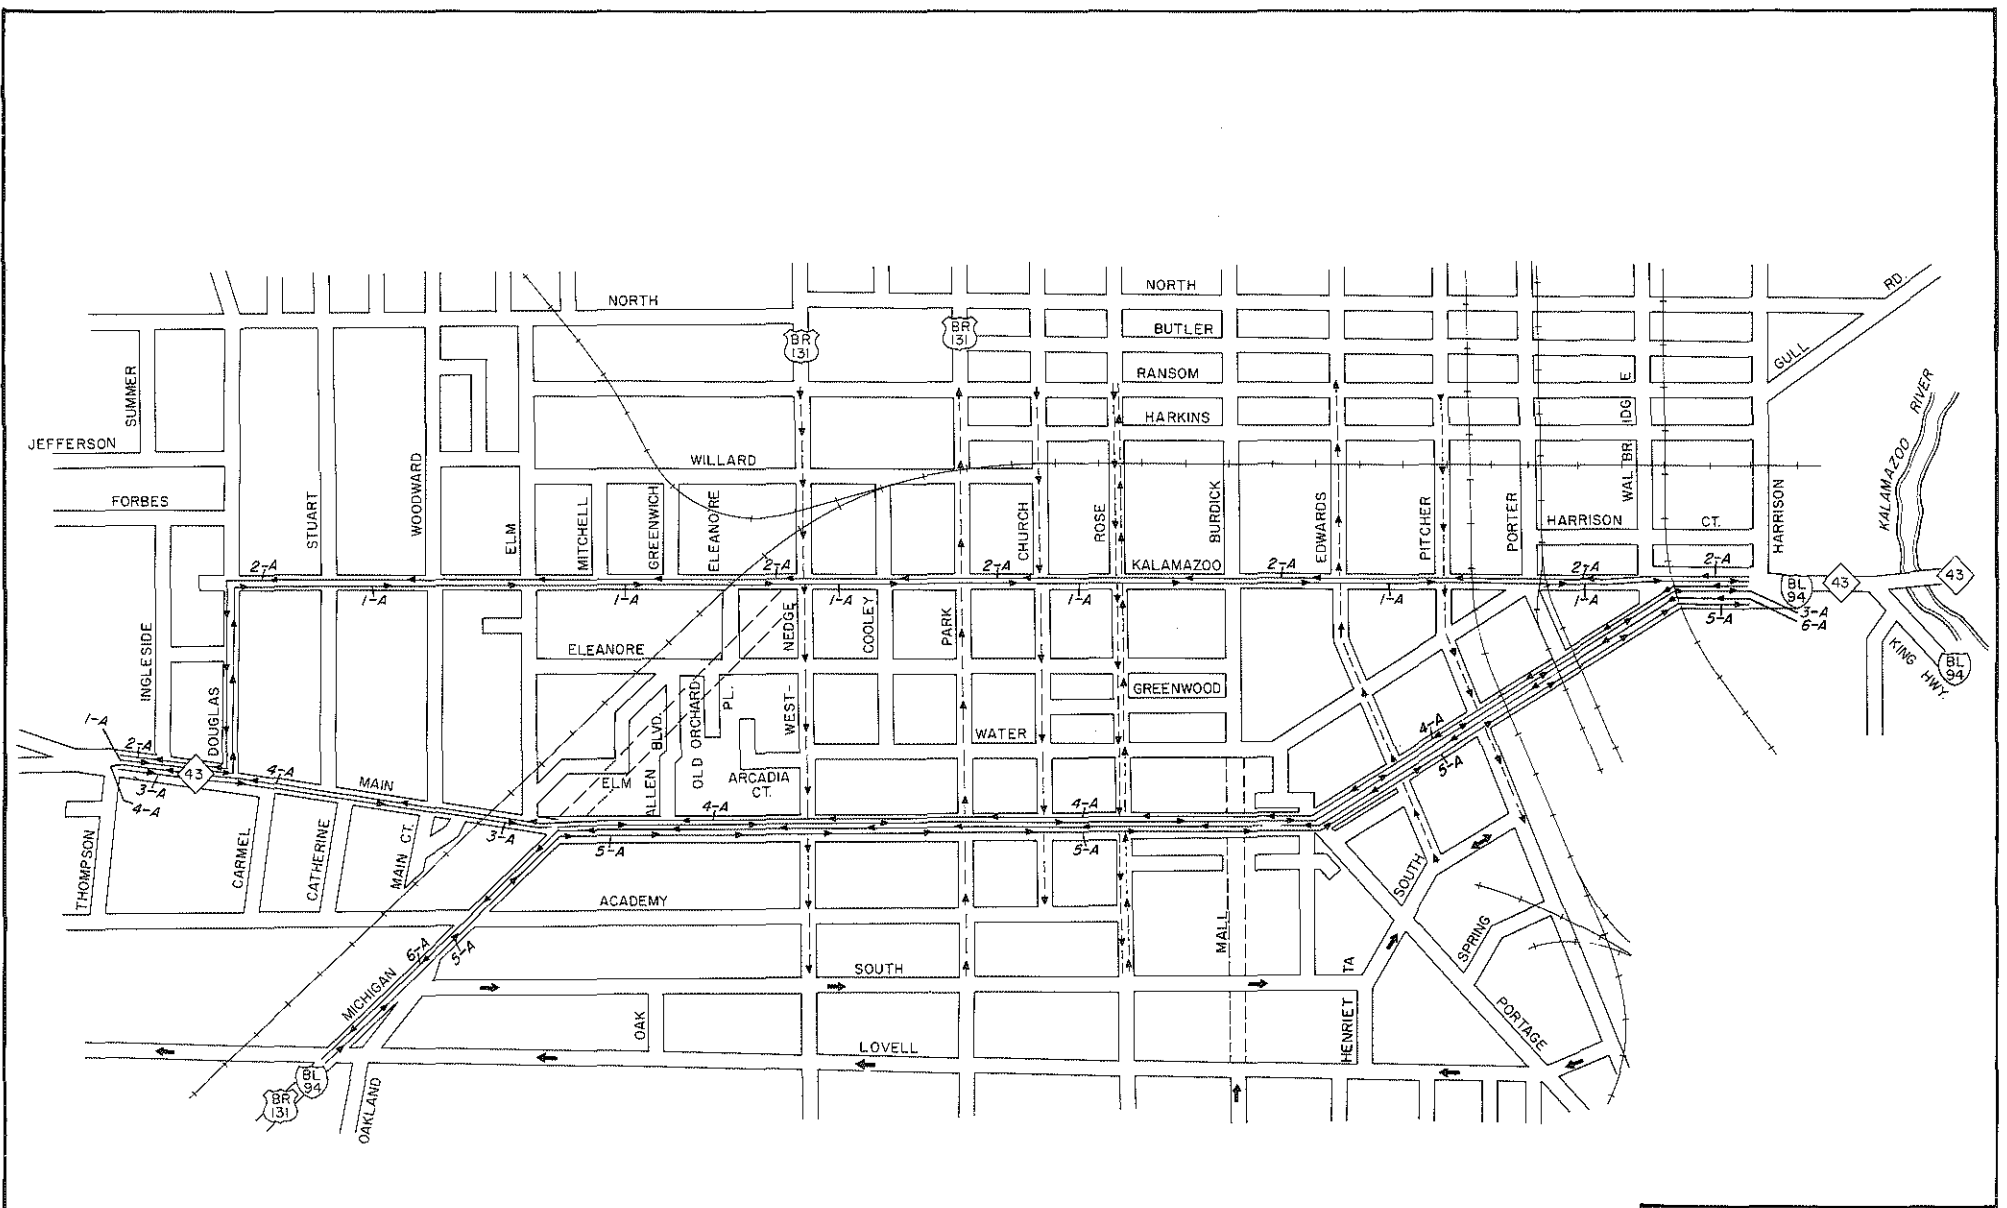 NORTH
NORTH
RD.
BR 131
BR 131
BUTLER
GULL
RANSOM
SUMMER
HARKINS
JEFFERSON
WILLARD
WOODWARD
WALBRIDGE
KALAMAZOO RIVER
FORBES
STUART
ELM
MITCHELL
GREENWICH
ELEANOIRE
CHURCH
ROSE
BURDICK
EDWARDS
PITCHER
PORTER
HARRISON CT.
HARRISON
KALAMAZOO
2-A
2-A
2-A
2-A
2-A
2-A
1-A
1-A
1-A
1-A
1-A
1-A
BL 94
43
43
3-A
5-A
6-A
INGLESIDE
ELEANORE
WEST-NEDGE
COOLEY
PARK
KING HWY.
BL 94
GREENWOOD
DOUGLAS
ALLEN BLVD.
OLD ORCHARD PL.
WATER
1-A
2-A
43
3-A
4-A
4-A
MAIN
ELM
ARCADIA CT.
4-A
4-A
4-A
5-A
3-A
5-A
5-A
THOMPSON
CARMEL
CATHERINE
MAIN CT.
ACADEMY
SOUTH
SPRING
MALL
6-A
5-A
MICHIGAN
SOUTH
HENRIETTA
PORTAGE
OAK
LOVELL
BL 94
BR 131
OAKLAND